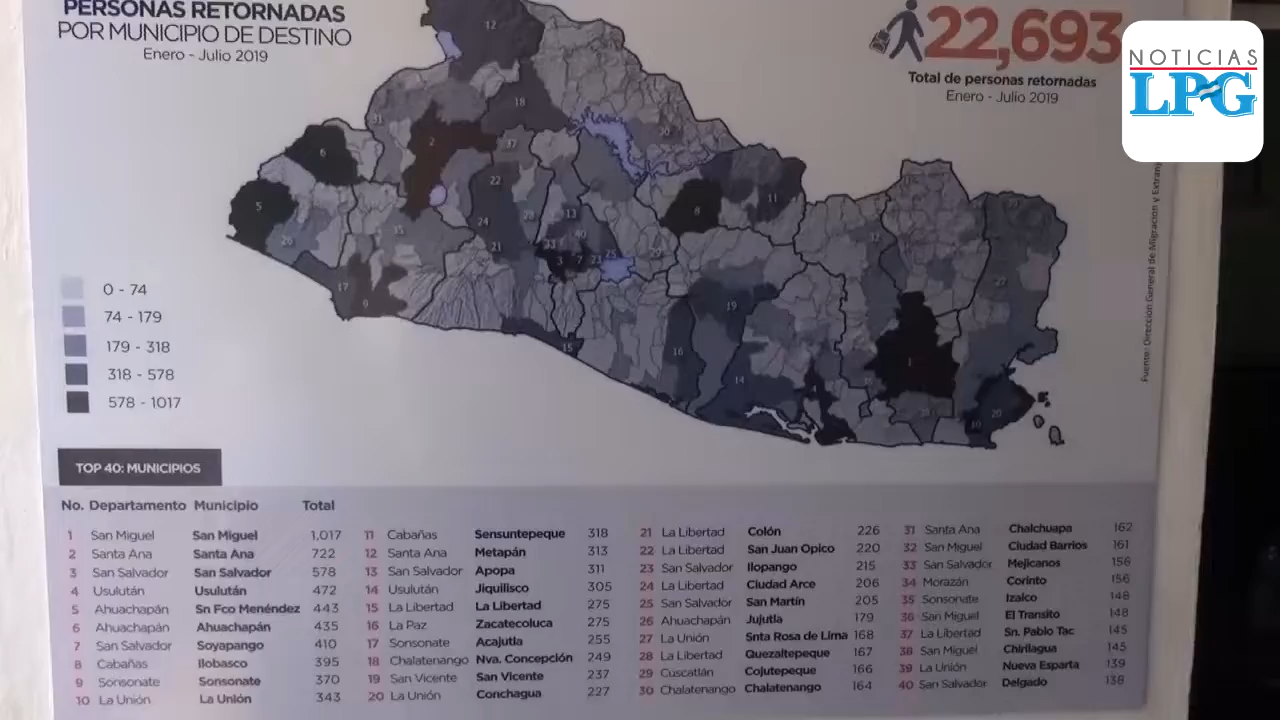 PERSONAS RETORNADAS
POR MUNICIPIO DE DESTINO
Enero - Julio 2019
22,693
Total de personas retornadas
Enero - Julio 2019
NOTICIAS
LPG
0 - 74
74 - 179
179 - 318
318 - 578
578 - 1017
TOP 40: MUNICIPIOS
No. Departamento Municipio Total
1 San Miguel San Miguel 1,017
2 Santa Ana Santa Ana 722
3 San Salvador San Salvador 578
4 Usulután Usulután 472
5 Ahuachapán Sn Fco Menéndez 443
6 Ahuachapán Ahuachapán 435
7 San Salvador Soyapango 410
8 Cabañas Ilobasco 395
9 Sonsonate Sonsonate 370
10 La Unión La Unión 343
11 Cabañas Sensuntepeque 318
12 Santa Ana Metapán 313
13 San Salvador Apopa 311
14 Usulután Jiquilisco 305
15 La Libertad La Libertad 275
16 La Paz Zacatecoluca 275
17 Sonsonate Acajutla 255
18 Chalatenango Nva. Concepción 249
19 San Vicente San Vicente 237
20 La Unión Conchagua 227
21 La Libertad Colón 226
22 La Libertad San Juan Opico 220
23 San Salvador Ilopango 215
24 La Libertad Ciudad Arce 206
25 San Salvador San Martín 205
26 Ahuachapán Jujutla 179
27 La Unión Snta Rosa de Lima 168
28 La Libertad Quezaltepeque 167
29 Cuscatlán Cojutepeque 166
30 Chalatenango Chalatenango 164
31 Santa Ana Chalchuapa 162
32 San Miguel Ciudad Barrios 161
33 San Salvador Mejicanos 156
34 Morazán Corinto 156
35 Sonsonate Izalco 148
36 San Miguel El Transito 148
37 La Libertad Sn. Pablo Tac 145
38 San Miguel Chirilagua 145
39 La Unión Nueva Esparta 139
40 San Salvador Delgado 138
Fuente: Dirección General de Migración y Extranj